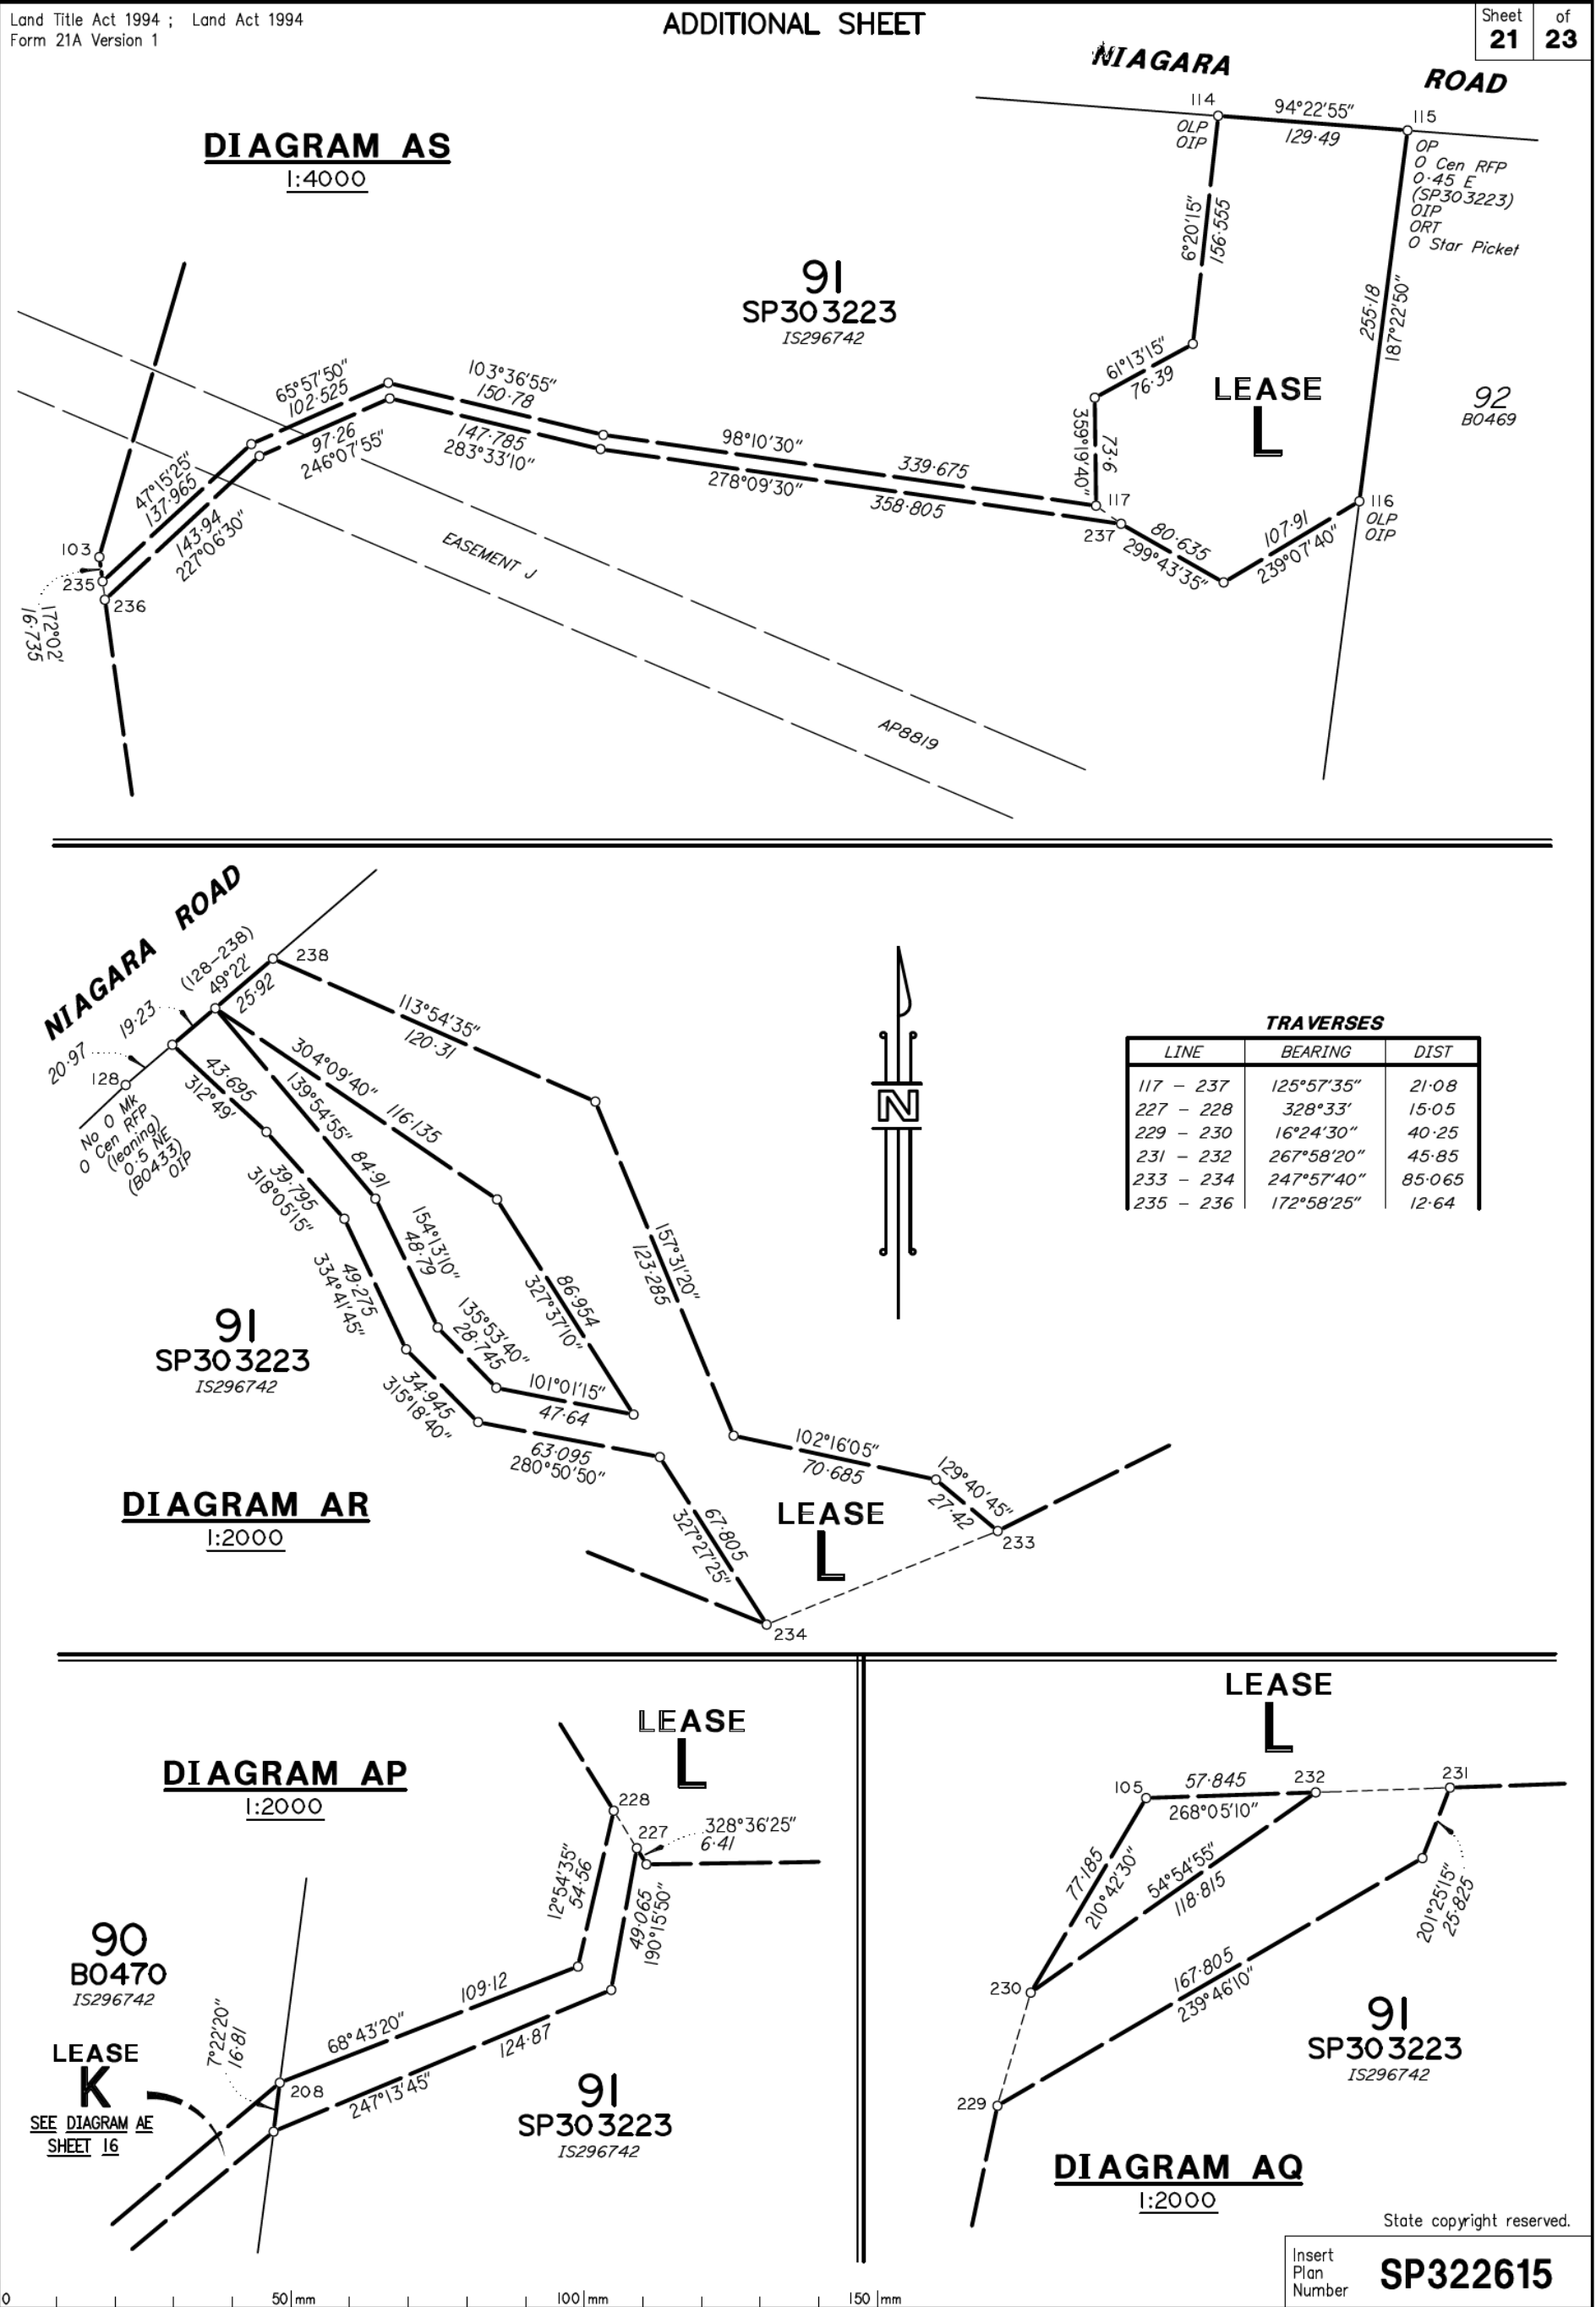 Land Title Act 1994 ; Land Act 1994
Form 21A Version 1
ADDITIONAL SHEET
Sheet of
21 23
NIAGARA ROAD
DIAGRAM AS
1:4000
114
94°22'55"
129·49
115
OLP
OIP
OP
O Cen RFP
0·45 E
(SP303223)
OIP
ORT
O Star Picket
6°20'15"
156·555
91
SP303223
IS296742
255·18
187°22'50"
61°13'15"
76·39
LEASE
L
92
BO469
65°57'50"
102·525
103°36'55"
150·78
97·26
246°07'55"
147·785
283°33'10"
98°10'30"
339·675
278°09'30"
358·805
359°19'40"
73·6
117
237
80·635
299°43'35"
107·91
239°07'40"
116
OLP
OIP
47°15'25"
137·965
143·94
227°06'30"
103
235
236
172°02'
16·735
EASEMENT J
AP8819
NIAGARA ROAD
(128-238)
49°22'
25·92
238
19·23
20·97
128
No O Mk
O Cen RFP
(leaning)
0·5 NE
(BO433)
OIP
113°54'35"
120·31
304°09'40"
116·135
139°54'55"
84·91
43·695
312°49'
39·795
318°05'15"
154°13'10"
48·79
49·275
334°41'45"
135°53'40"
28·745
86·954
327°37'10"
157°31'20"
123·285
91
SP303223
IS296742
34·945
315°18'40"
101°01'15"
47·64
63·095
280°50'50"
102°16'05"
70·685
129°40'45"
27·42
233
67·805
327°27'25"
234
LEASE
L
DIAGRAM AR
1:2000
N
TRAVERSES
LINE BEARING DIST
117 - 237 125°57'35" 21·08
227 - 228 328°33' 15·05
229 - 230 16°24'30" 40·25
231 - 232 267°58'20" 45·85
233 - 234 247°57'40" 85·065
235 - 236 172°58'25" 12·64
DIAGRAM AP
1:2000
LEASE
L
228
227
328°36'25"
6·41
12°54'35"
54·56
49·065
190°15'50"
90
BO470
IS296742
7°22'20"
16·81
68°43'20"
109·12
208
247°13'45"
124·87
LEASE
K
SEE DIAGRAM AE
SHEET 16
91
SP303223
IS296742
LEASE
L
105
57·845
268°05'10"
232
231
77·185
210°42'30"
54°54'55"
118·815
201°25'15"
25·825
230
167·805
239°46'10"
229
91
SP303223
IS296742
DIAGRAM AQ
1:2000
State copyright reserved.
Insert
Plan
Number
SP322615
0 50mm 100mm 150mm